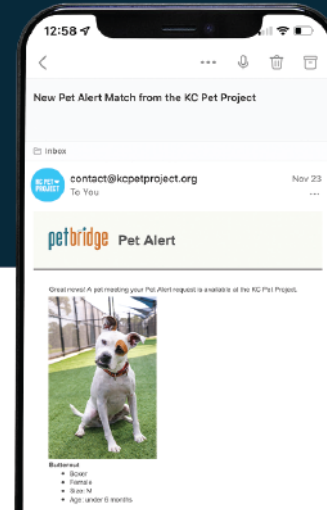 12:58
New Pet Alert Match from the KC Pet Project
Inbox
KC PET
PROJECT
contact@kcpetproject.org
Nov 23
To You
petbridge Pet Alert
Great news! A pet meeting your Pet Alert request is available at the KC Pet Project.
Butternut
Boxer
Female
Size: M
Age: under 6 months